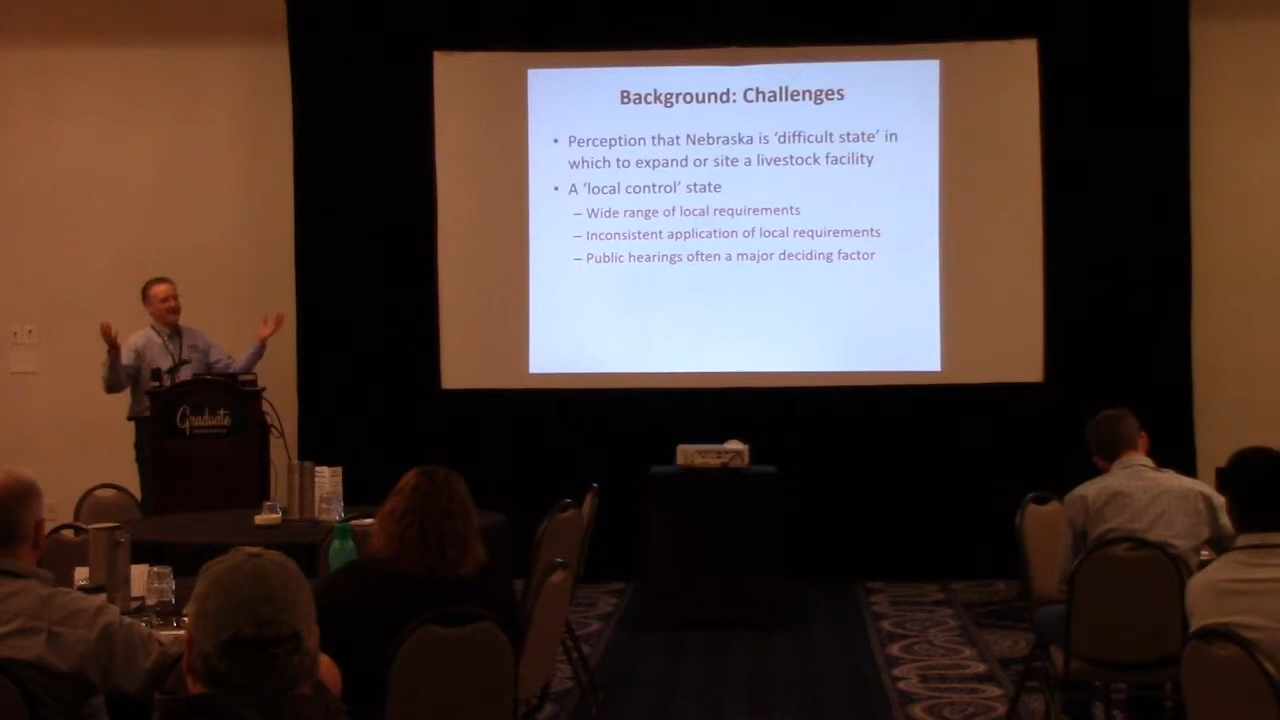 Background: Challenges
• Perception that Nebraska is 'difficult state' in
which to expand or site a livestock facility
• A 'local control' state
– Wide range of local requirements
– Inconsistent application of local requirements
– Public hearings often a major deciding factor
Graduate